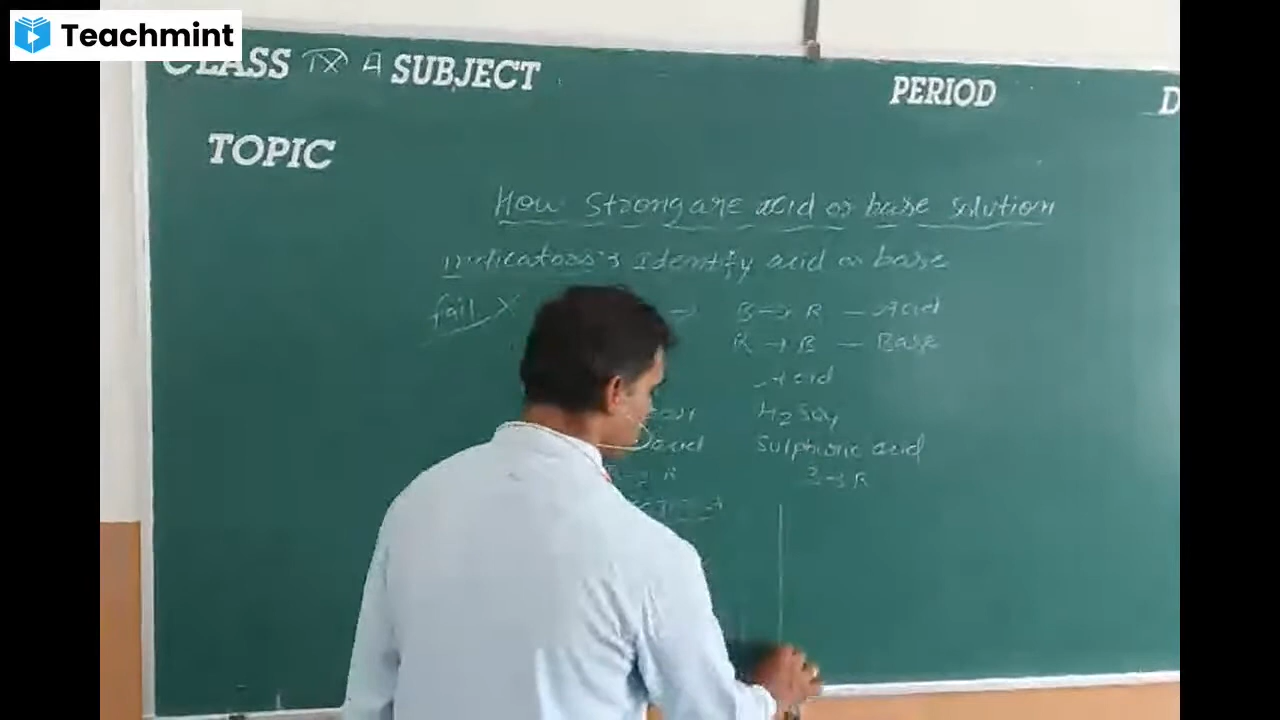 Teachmint
CLASS IX A SUBJECT PERIOD D
TOPIC
How Strong are acid or base Solution
indicators's Identify acid or base
fail X → B → R - Acid
R → B - Base
Acid
H2SO4
acid Sulphuric acid
→ R B → R